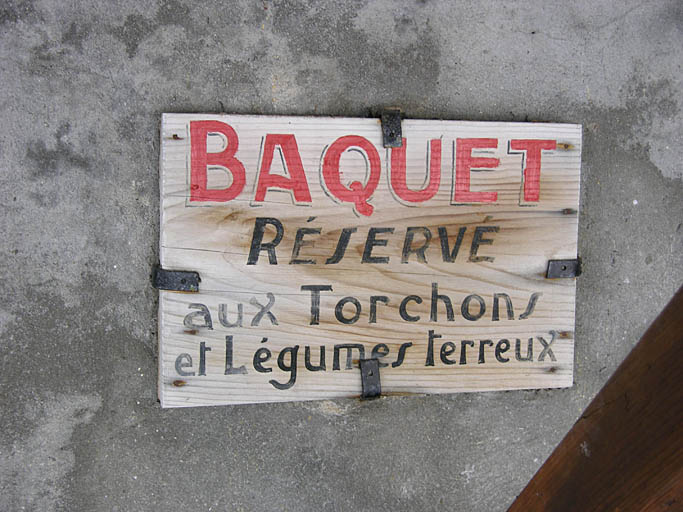 BAQUET
RÉSERVÉ
aux Torchons
et Légumes terreux